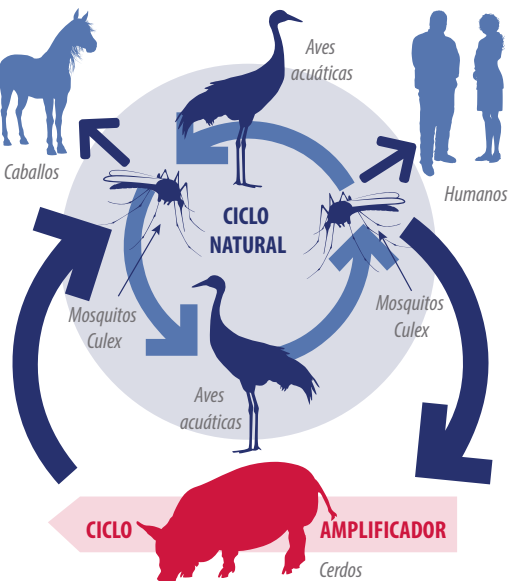 Aves
acuáticas
Caballos
Humanos
CICLO
NATURAL
Mosquitos
Culex
Mosquitos
Culex
Aves
acuáticas
CICLO AMPLIFICADOR
Cerdos